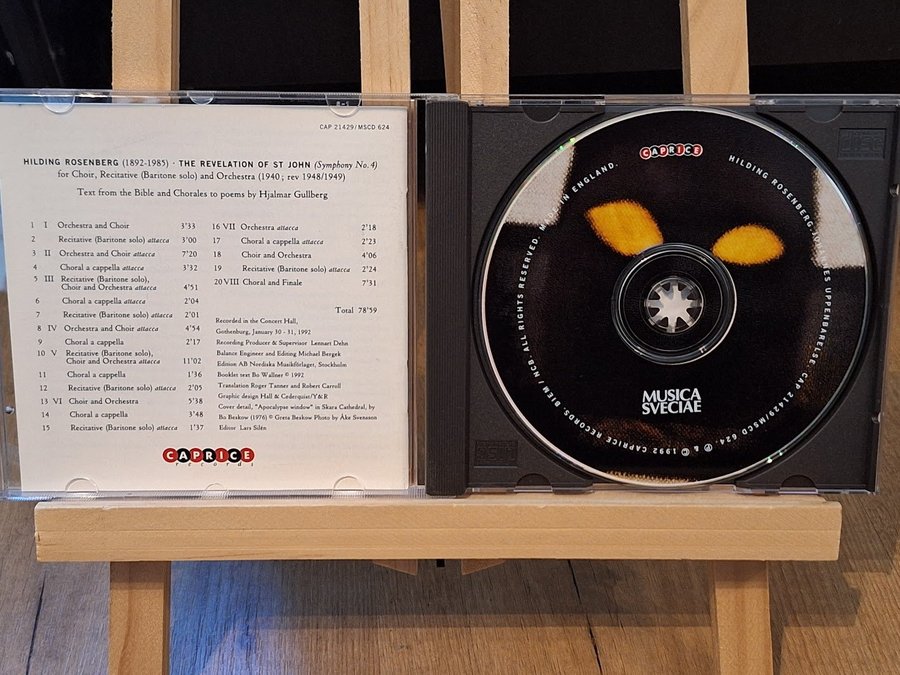 CAP 21429/MSCD 624
HILDING ROSENBERG (1892-1985) · THE REVELATION OF ST JOHN (Symphony No. 4)
for Choir, Recitative (Baritone solo) and Orchestra (1940; rev 1948/1949)
Text from the Bible and Chorales to poems by Hjalmar Gullberg
1 I Orchestra and Choir 3'33
2 Recitative (Baritone solo) attacca 3'00
3 II Orchestra and Choir attacca 7'20
4 Choral a cappella attacca 3'32
5 III Recitative (Baritone solo),
Choir and Orchestra attacca 4'51
6 Choral a cappella attacca 2'04
7 Recitative (Baritone solo) attacca 2'01
8 IV Orchestra and Choir attacca 4'54
9 Choral a cappella 2'17
10 V Recitative (Baritone solo),
Choir and Orchestra attacca 11'02
11 Choral a cappella attacca 1'36
12 Recitative (Baritone solo) attacca 2'05
13 VI Choir and Orchestra 5'38
14 Choral a cappella 3'48
15 Recitative (Baritone solo) attacca 1'37
16 VII Orchestra attacca 2'18
17 Choral a cappella attacca 2'23
18 Choir and Orchestra 4'06
19 Recitative (Baritone solo) attacca 2'24
20 VIII Choral and Finale 7'31
Total 78'59
Recorded in the Concert Hall,
Gothenburg, January 30 - 31, 1992
Recording Producer & Supervisor Lennart Dehn
Balance Engineer and Editing Michael Bergek
Edition AB Nordiska Musikförlaget, Stockholm
Booklet text Bo Wallner © 1992
Translation Roger Tanner and Robert Carroll
Graphic design Hall & Cederquist/Y&R
Cover detail, "Apocalypse window" in Skara Cathedral, by
Bo Beskow (1976) © Greta Beskow Photo by Åke Svensson
Editor Lars Silén
CAPRICE
records
CAPRICE
HILDING ROSENBERG:
ES UPPENBARELSE. CAP 21429/MSCD 624. ℗ & © 1992 CAPRICE RECORDS. BIEM / NCB. ALL RIGHTS RESERVED. IN ENGLAND.
MUSICA
SVECIAE